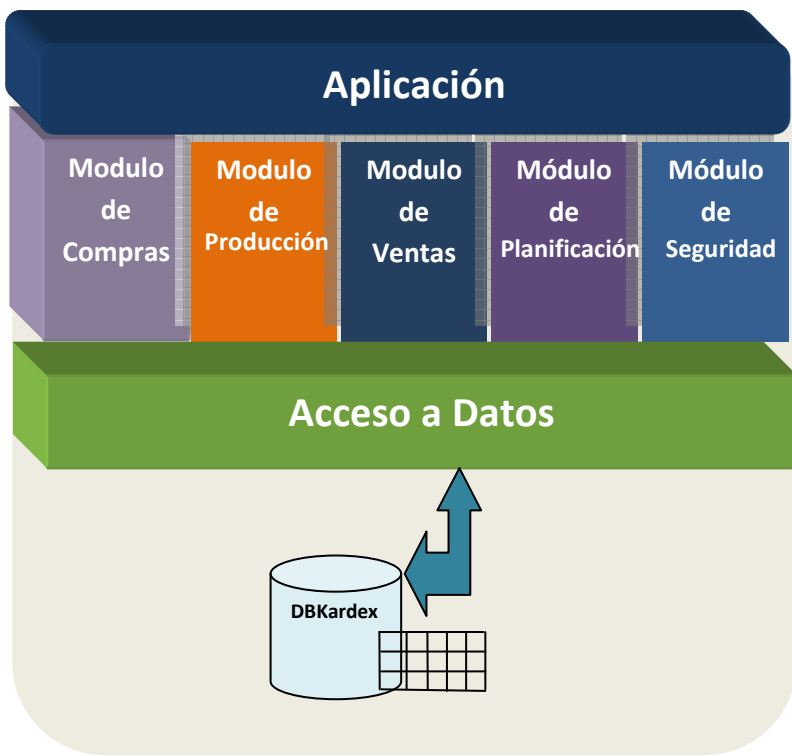 Aplicación
Modulo
de
Compras
Modulo
de
Producción
Modulo
de
Ventas
Módulo
de
Planificación
Módulo
de
Seguridad
Acceso a Datos
DBKardex